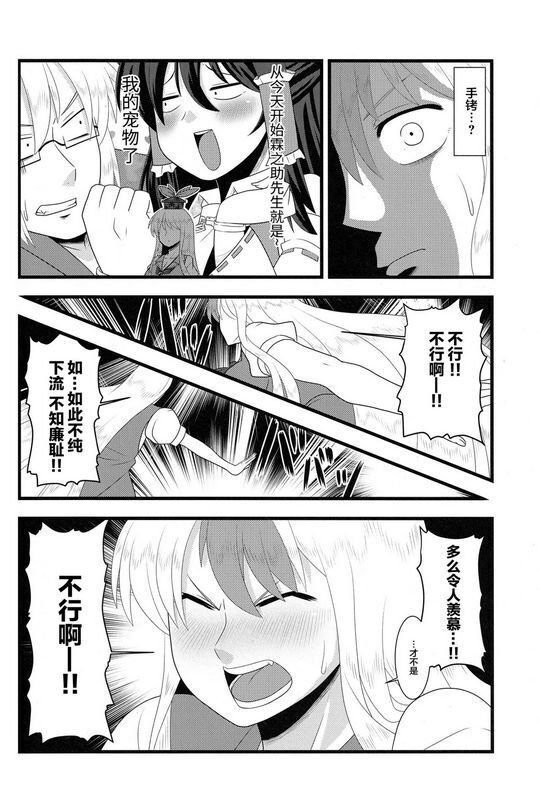 手铐…？
从今天开始霖之助先生就是~
我的宠物了
不行!!
不行啊!!
如…如此不纯
下流 不知廉耻!!
多么令人羡慕…!!
…才不是
不行啊—!!